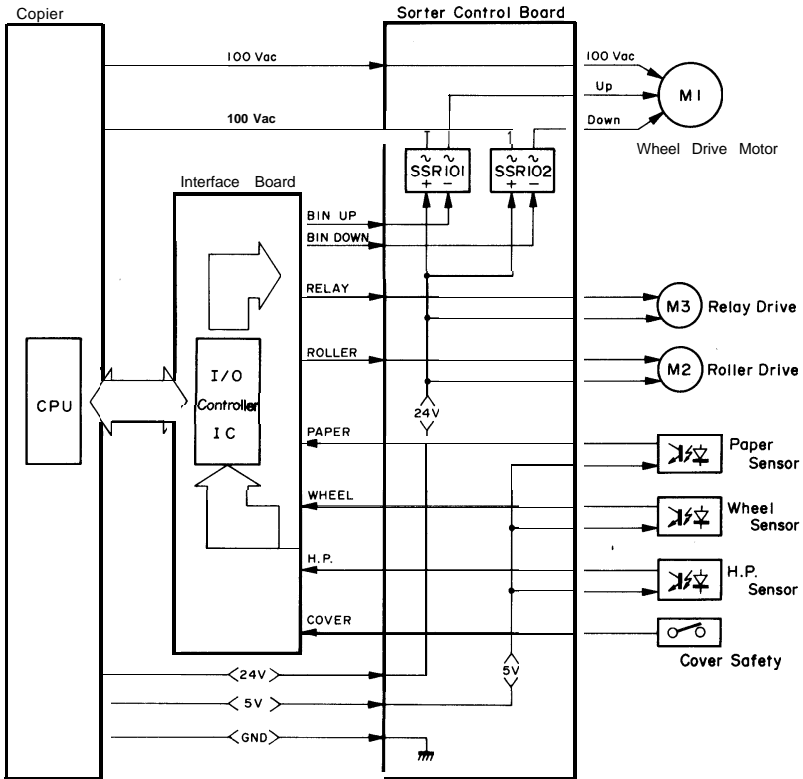 Copier
Sorter Control Board
100 Vac
100 Vac
Up
M1
100 Vac
Down
Wheel Drive Motor
~ ~
SSR101
+ −
~ ~
SSR102
+ −
Interface Board
BIN UP
BIN DOWN
RELAY
M3 Relay Drive
ROLLER
M2 Roller Drive
CPU
I/O
Controller
IC
24V
PAPER
Paper
Sensor
WHEEL
Wheel
Sensor
H.P.
H.P.
Sensor
COVER
Cover Safety
24V
5V
5V
GND